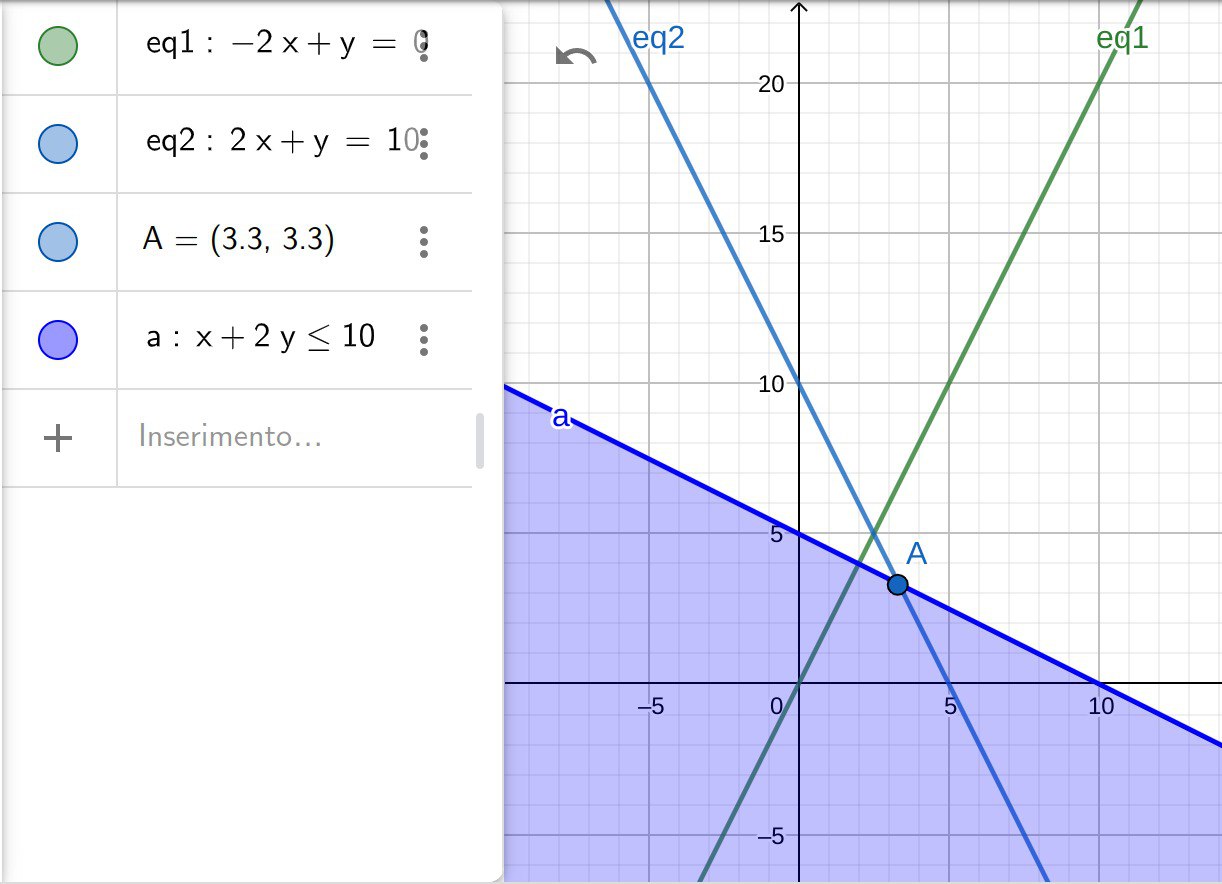 eq1 : −2 x + y = 0
eq2 : 2 x + y = 10
A = (3.3, 3.3)
a : x + 2 y ≤ 10
+ Inserimento…
eq2
eq1
20
15
10
a
5
A
–5
0
5
10
–5